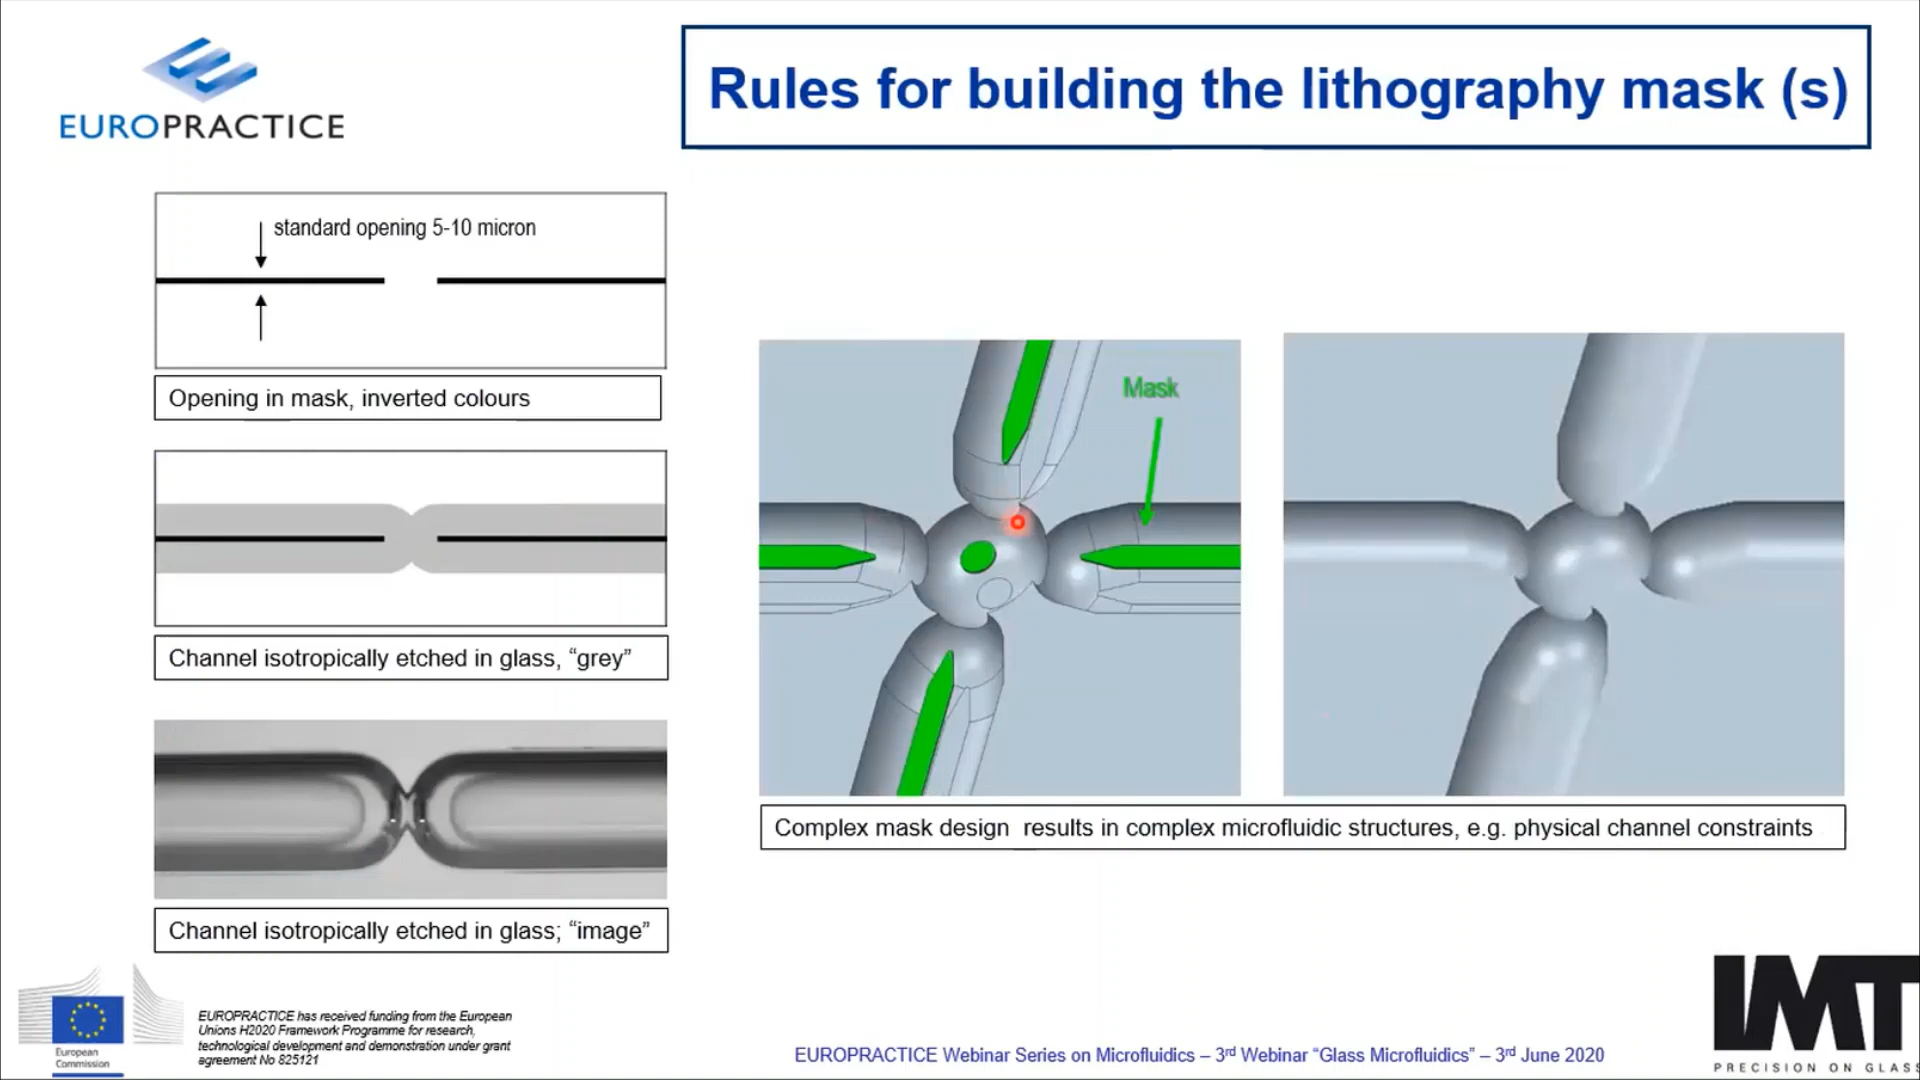 EUROPRACTICE
Rules for building the lithography mask (s)
standard opening 5-10 micron
Opening in mask, inverted colours
Channel isotropically etched in glass, “grey”
Channel isotropically etched in glass; “image”
Mask
Complex mask design  results in complex microfluidic structures, e.g. physical channel constraints
European
Commission
EUROPRACTICE has received funding from the European
Unions H2020 Framework Programme for research,
technological development and demonstration under grant
agreement No 825121
EUROPRACTICE Webinar Series on Microfluidics – 3rd Webinar “Glass Microfluidics” – 3rd June 2020
IMT
PRECISION ON GLASS